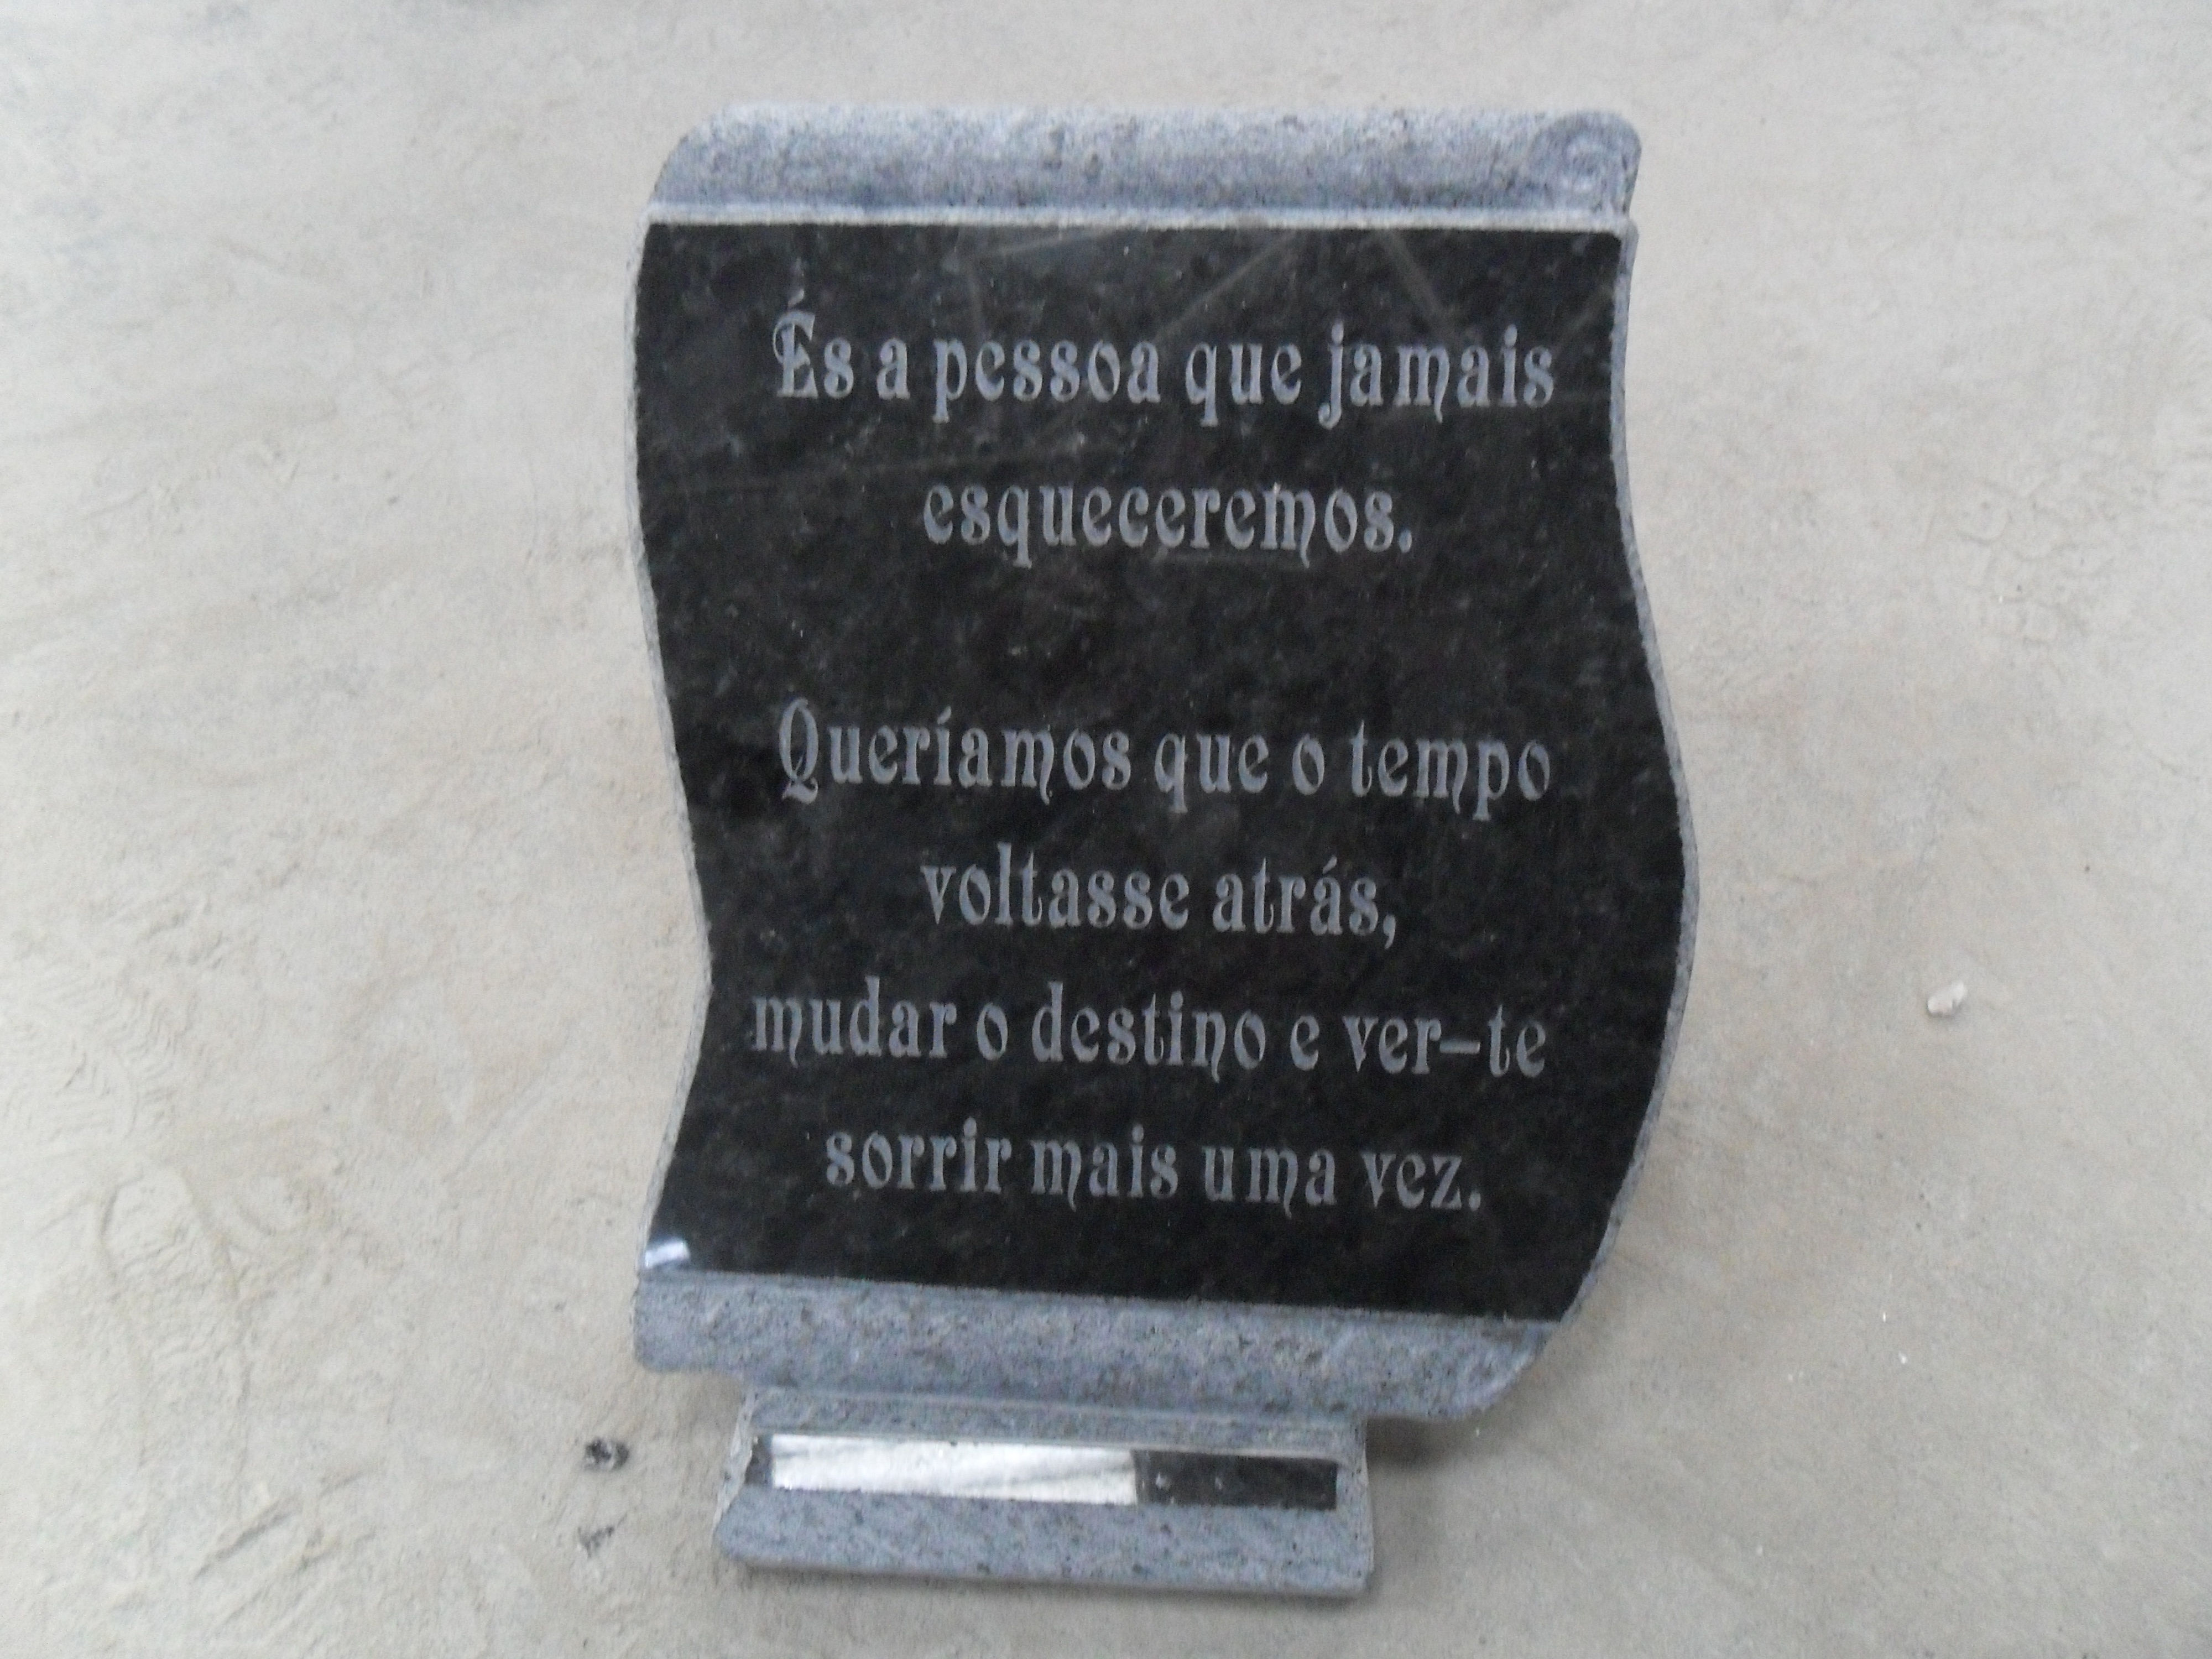 És a pessoa que jamais
esqueceremos.
Queríamos que o tempo
voltasse atrás,
mudar o destino e ver-te
sorrir mais uma vez.